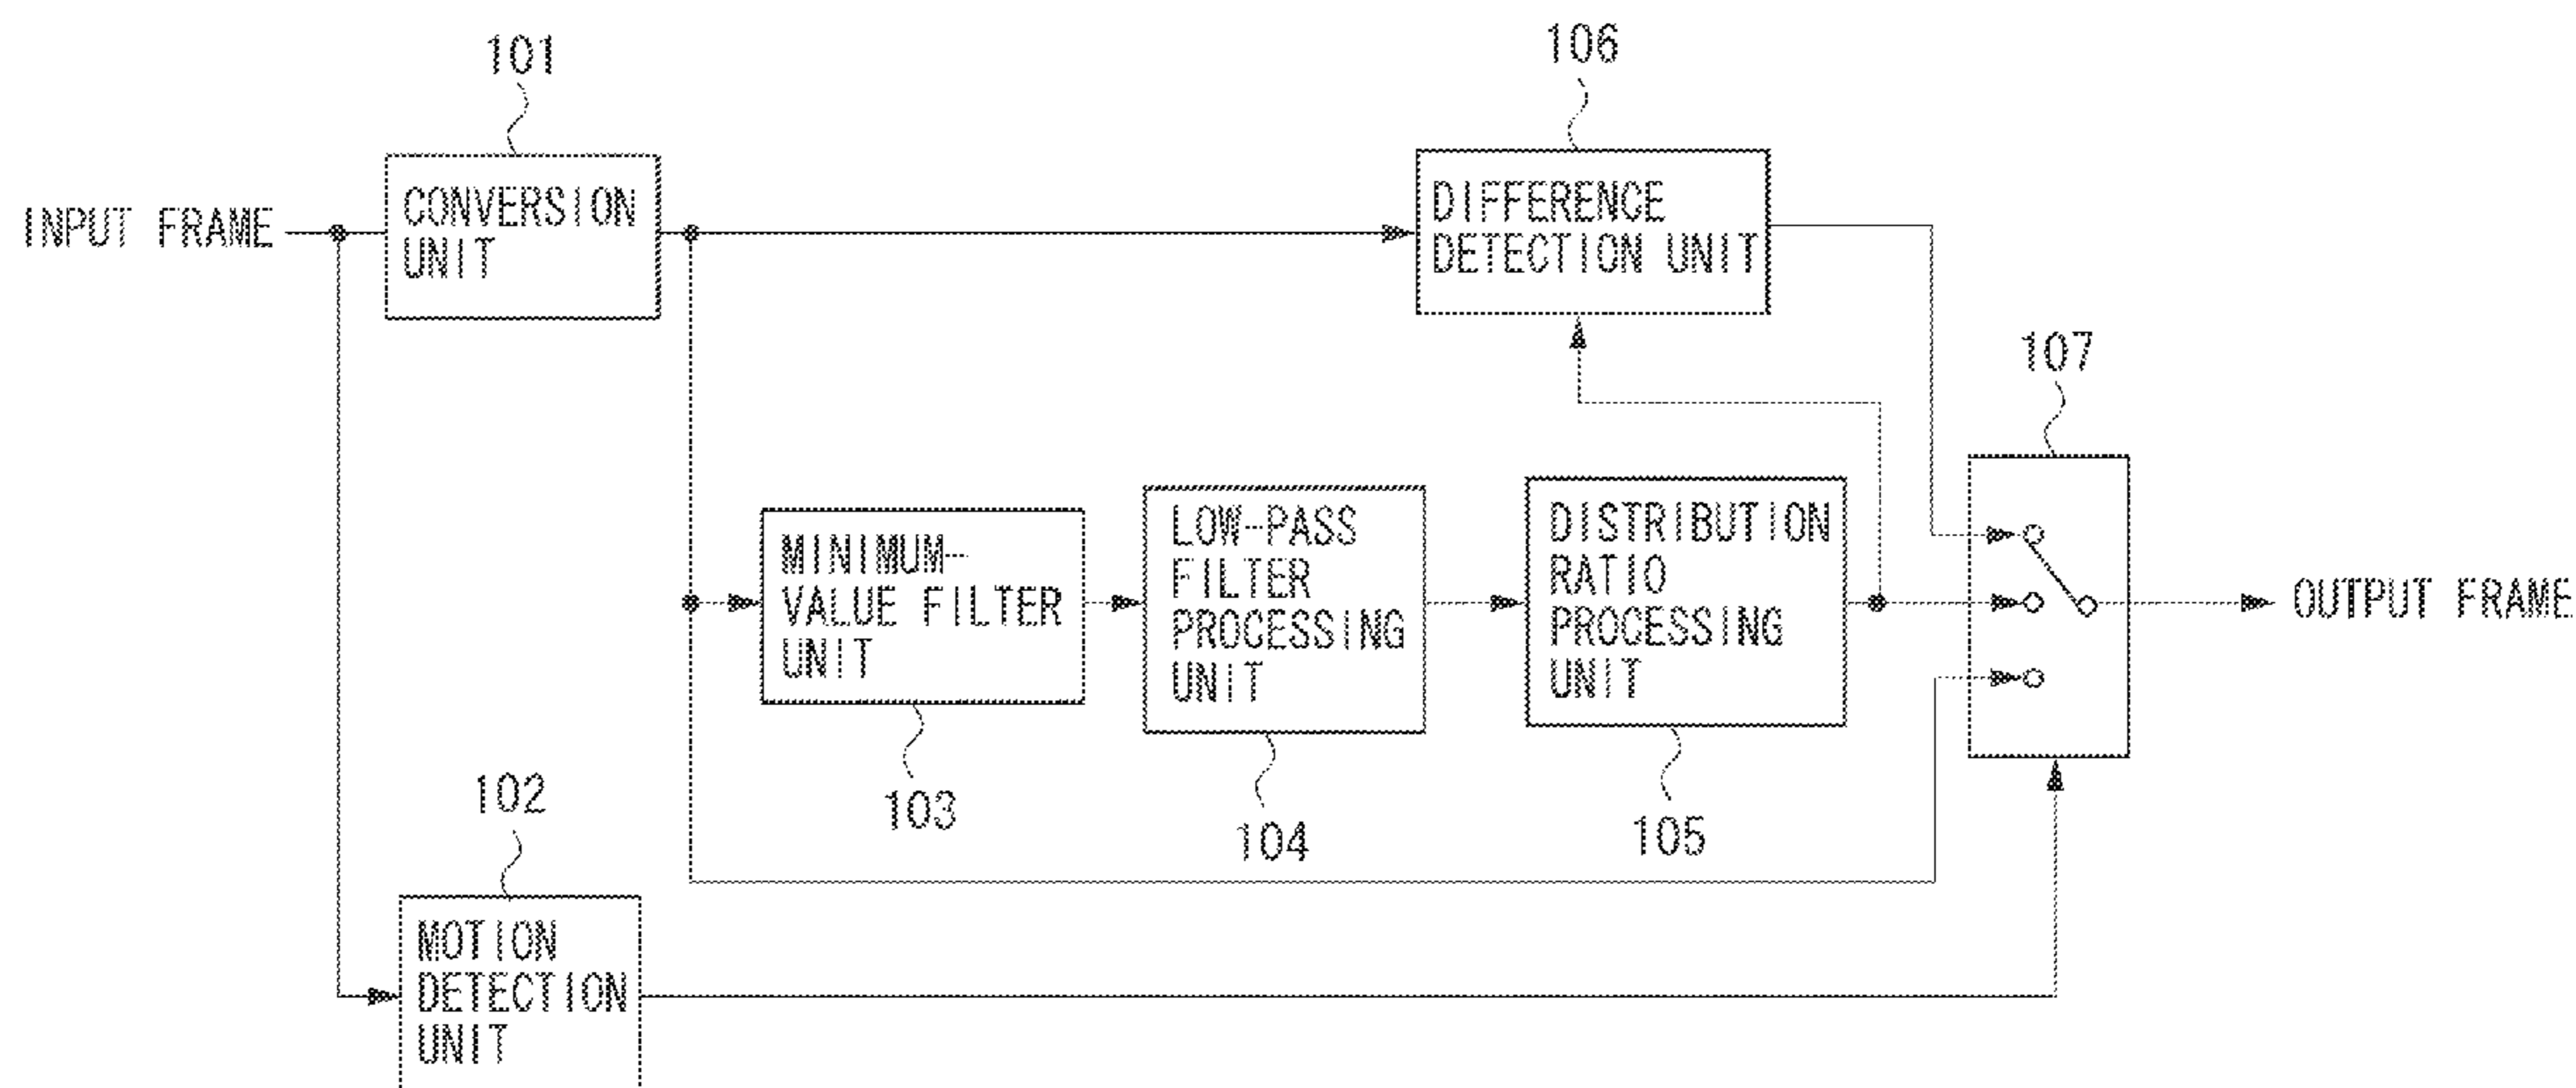 101
106
INPUT FRAME
CONVERSION
UNIT
DIFFERENCE
DETECTION UNIT
107
MINIMUM-
VALUE FILTER
UNIT
LOW-PASS
FILTER
PROCESSING
UNIT
DISTRIBUTION
RATIO
PROCESSING
UNIT
OUTPUT FRAME
102
103
104
105
MOTION
DETECTION
UNIT